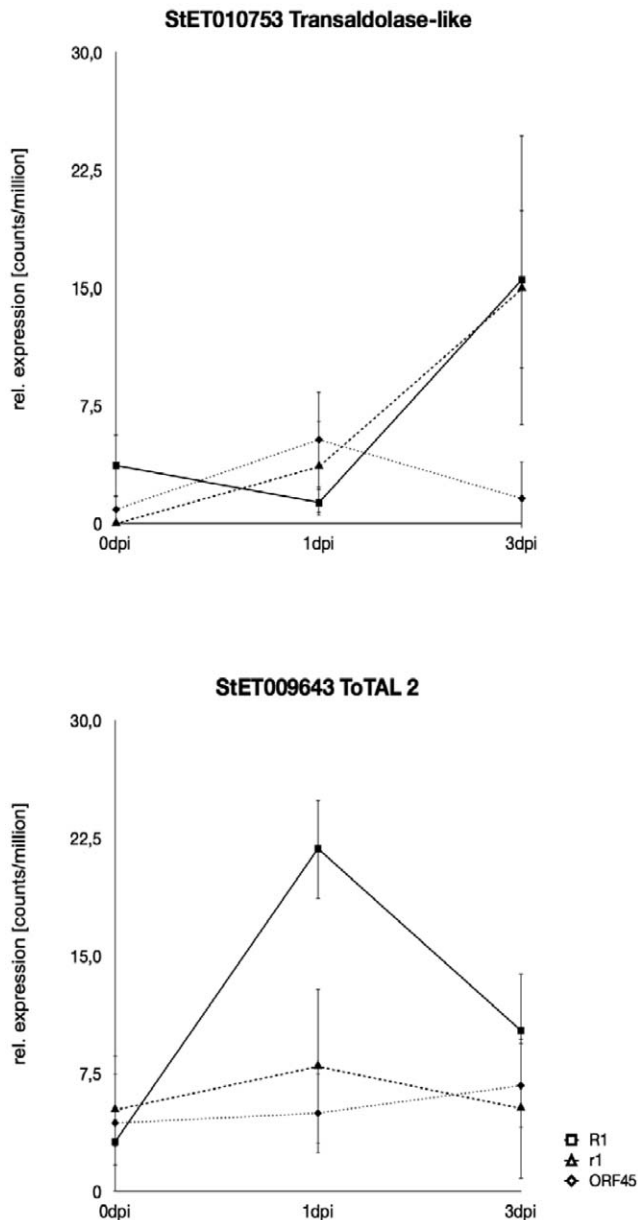 StET010753 Transaldolase-like
30,0
22,5
15,0
7,5
0
rel. expression [counts/million]
0dpi 1dpi 3dpi
StET009643 ToTAL 2
30,0
22,5
15,0
7,5
0
rel. expression [counts/million]
0dpi 1dpi 3dpi
R1
r1
ORF45